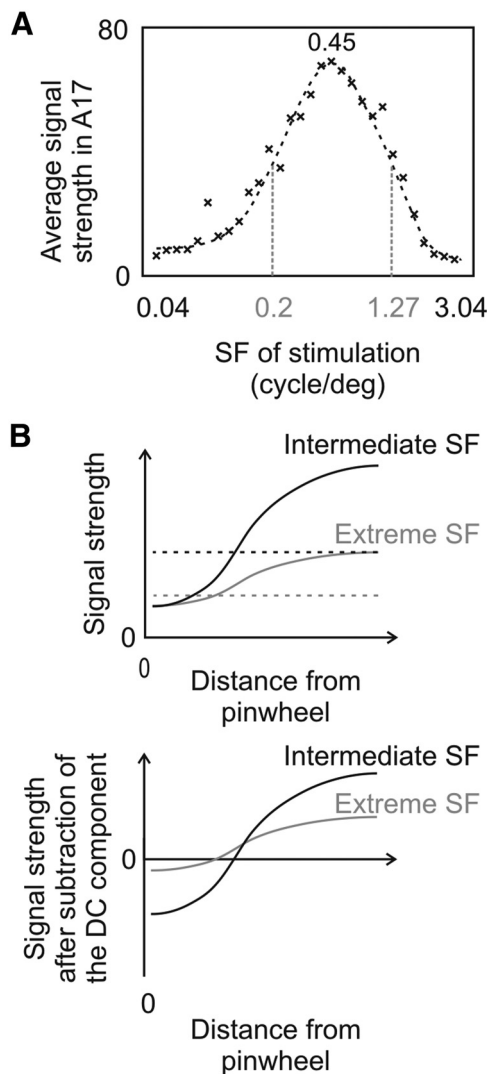 A
80
0.45
Average signal
strength in A17
0
0.04
0.2
1.27
3.04
SF of stimulation
(cycle/deg)
B
Intermediate SF
Extreme SF
Signal strength
0
0
Distance from
pinwheel
Intermediate SF
Extreme SF
Signal strength
after subtraction of
the DC component
0
0
Distance from
pinwheel